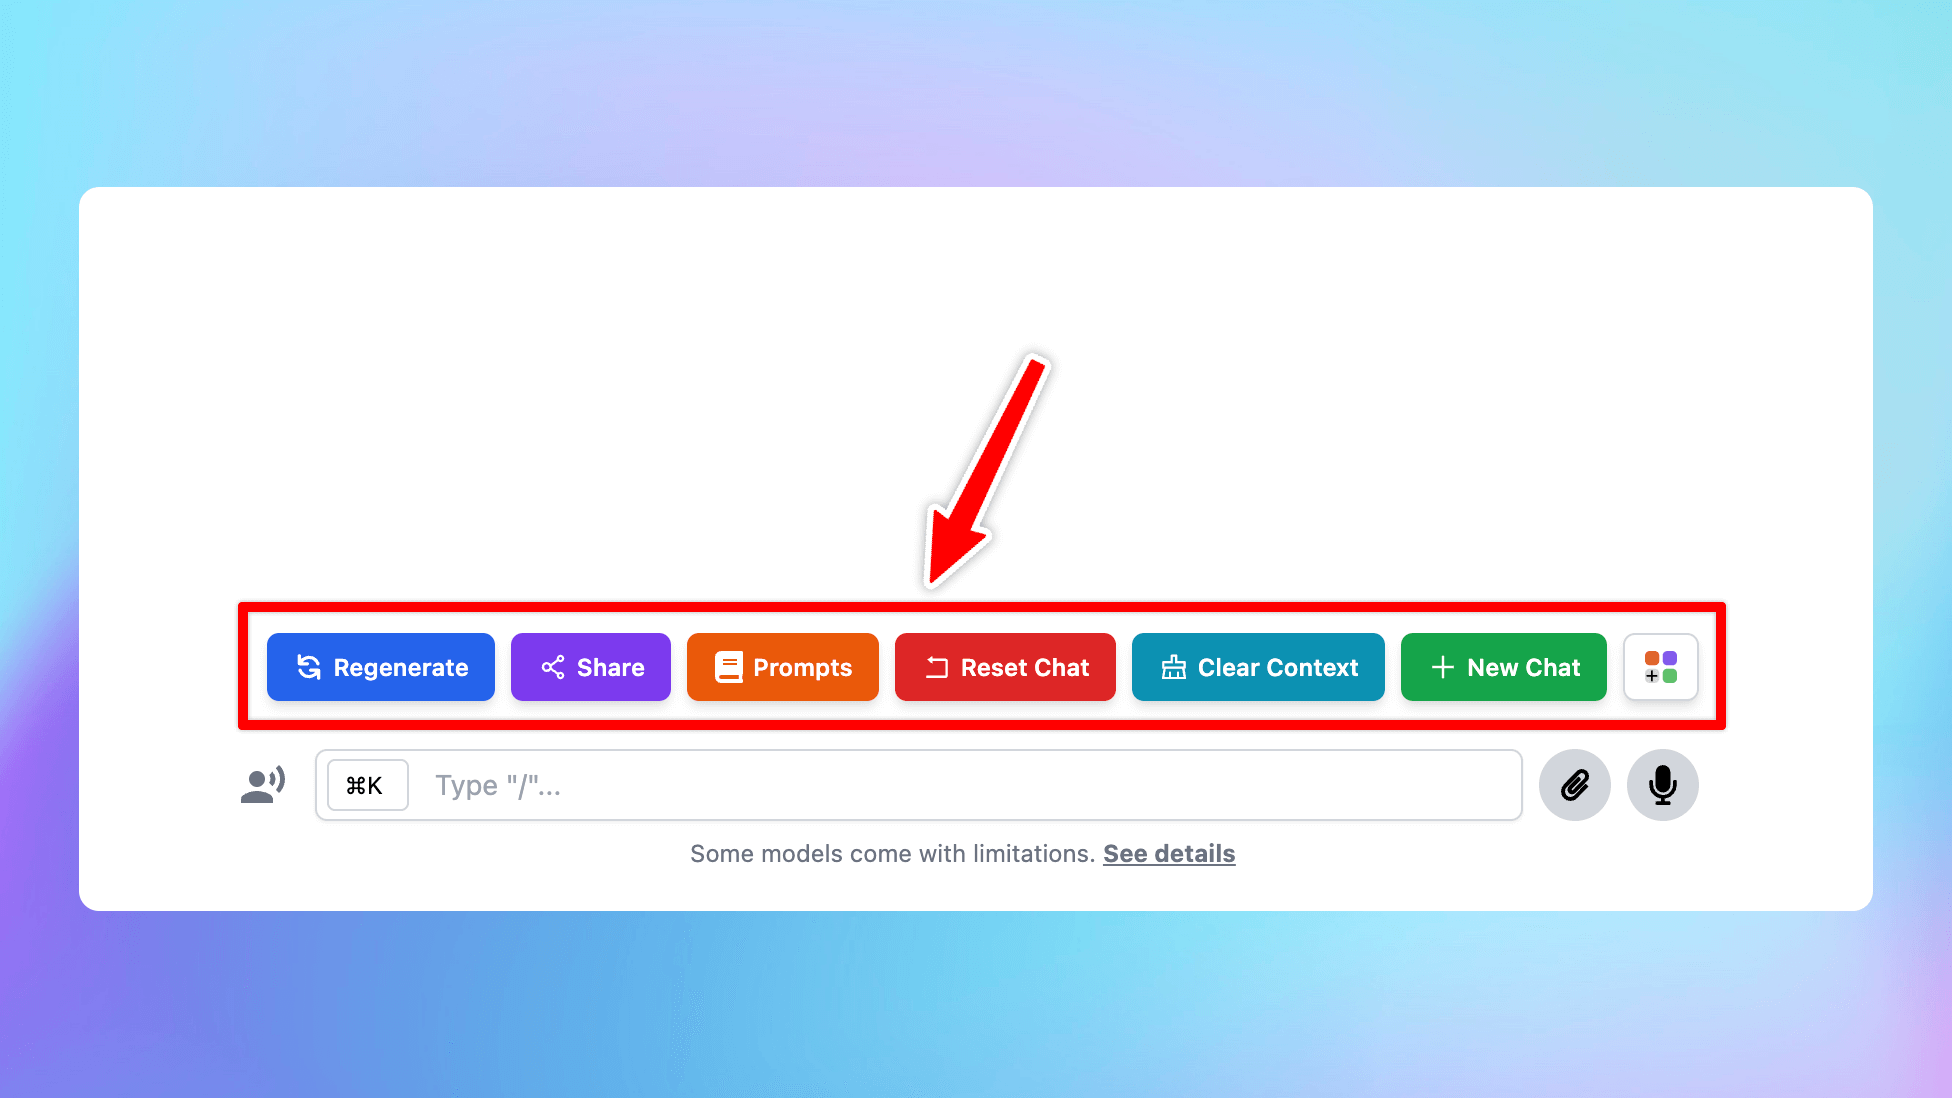 Regenerate Share Prompts Reset Chat Clear Context New Chat
⌘K Type "/"...
Some models come with limitations. See details